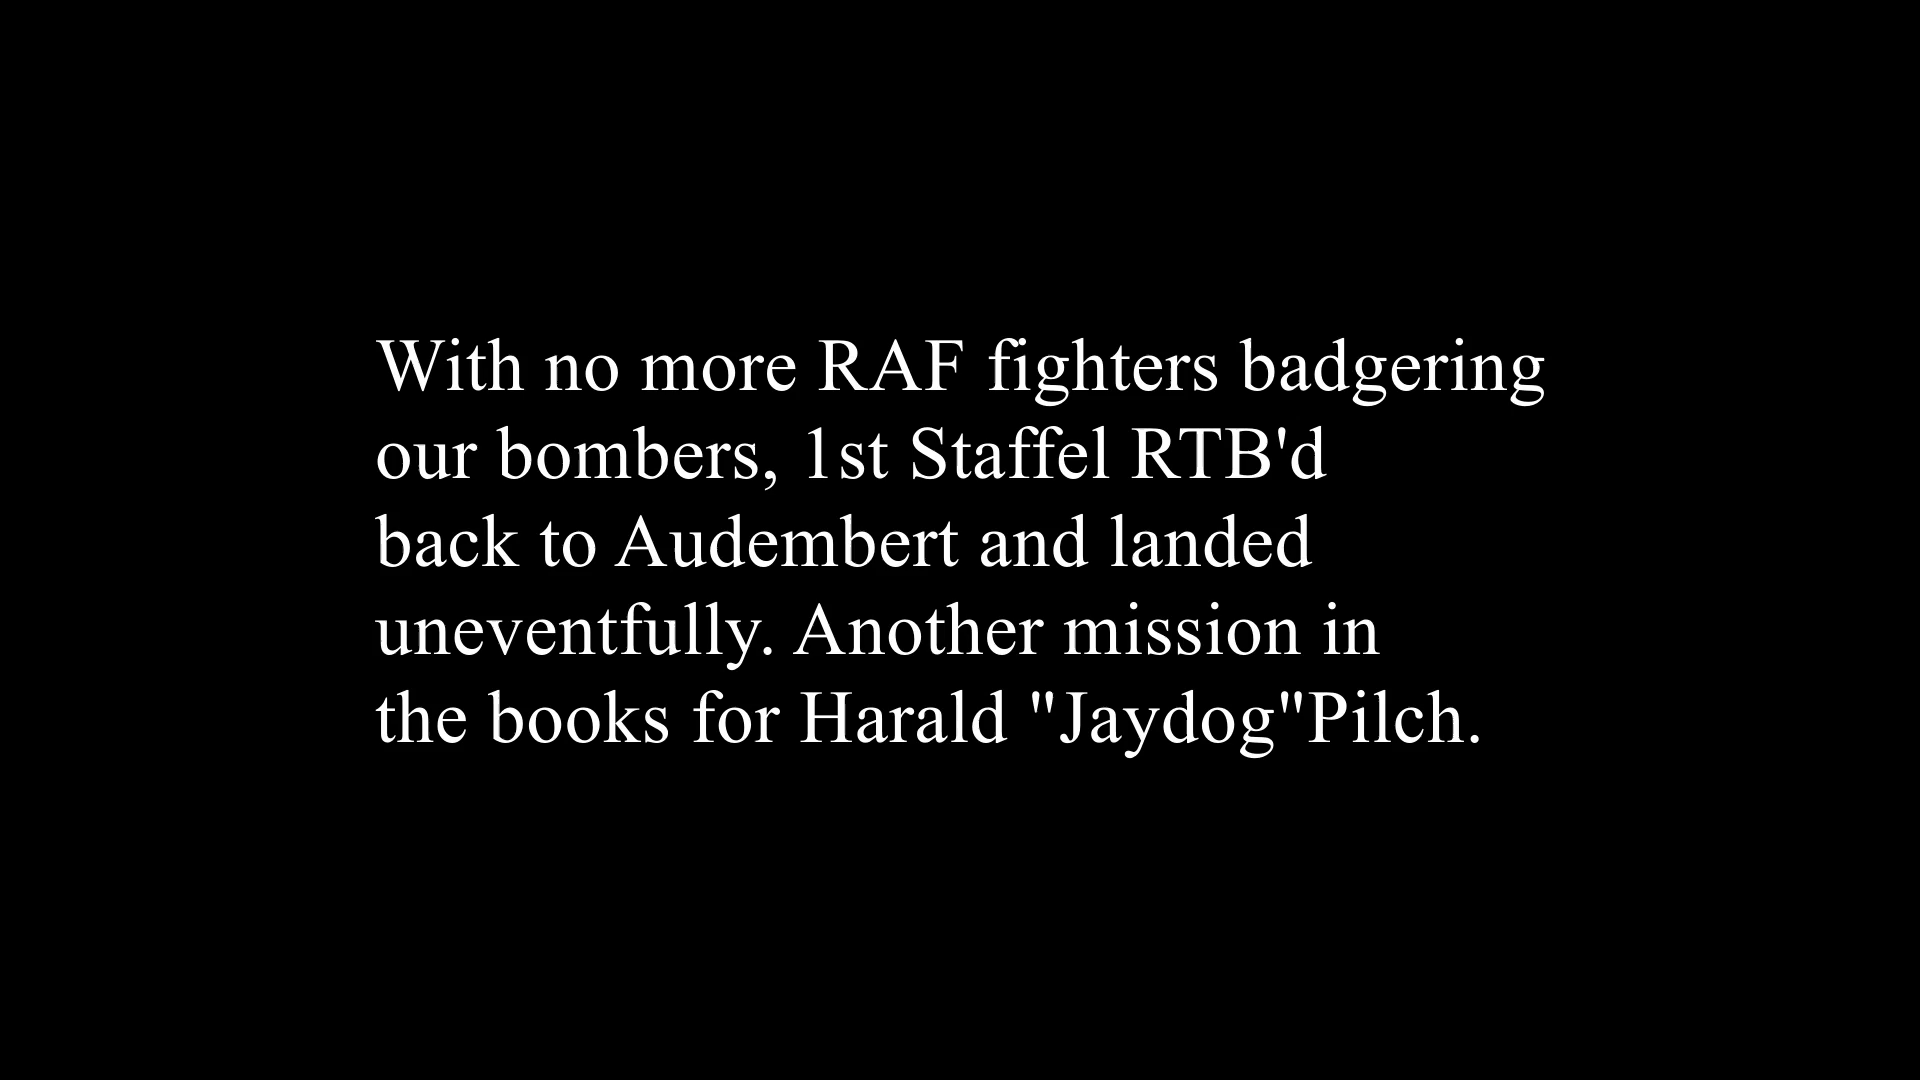 With no more RAF fighters badgering
our bombers, 1st Staffel RTB'd
back to Audembert and landed
uneventfully. Another mission in
the books for Harald "Jaydog"Pilch.